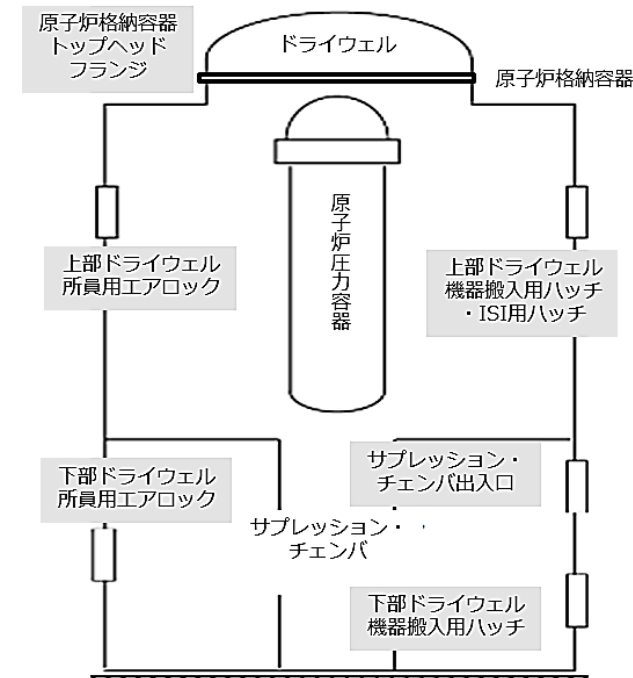 原子炉格納容器
トップヘッド
フランジ
ドライウェル
原子炉格納容器
原子炉圧力容器
上部ドライウェル
所員用エアロック
上部ドライウェル
機器搬入用ハッチ
・ISI用ハッチ
下部ドライウェル
所員用エアロック
サプレッション・
チェンバ出入口
サプレッション・
チェンバ
下部ドライウェル
機器搬入用ハッチ